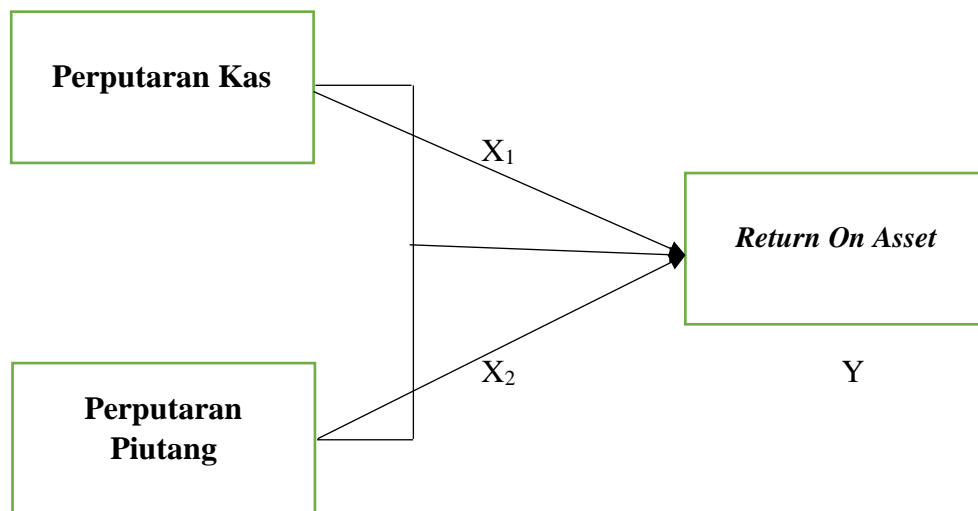 Perputaran Kas
X₁
Return On Asset
X₂
Y
Perputaran
Piutang